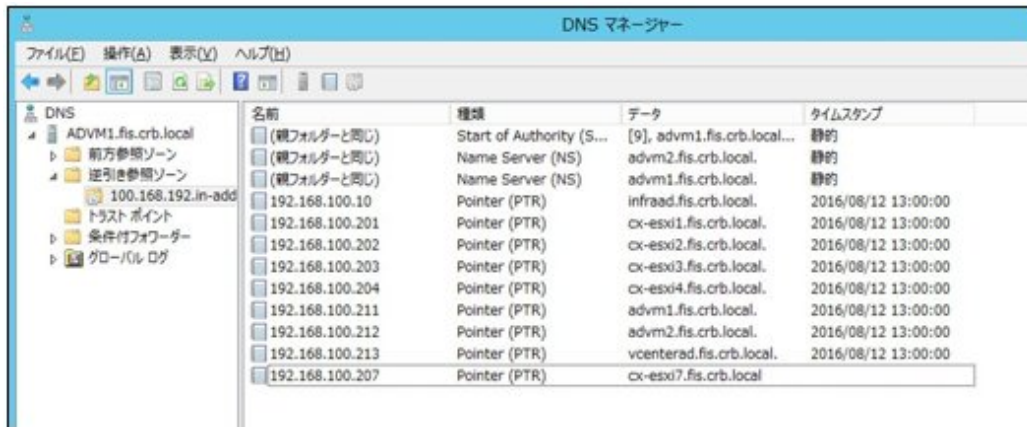 DNS マネージャー
ファイル(F) 操作(A) 表示(V) ヘルプ(H)
DNS
ADVM1.fis.crb.local
前方参照ゾーン
逆引き参照ゾーン
100.168.192.in-add
トラスト ポイント
条件付フォワーダー
グローバル ログ
名前 種類 データ タイムスタンプ
(親フォルダーと同じ) Start of Authority (S... [9], advm1.fis.crb.local... 静的
(親フォルダーと同じ) Name Server (NS) advm2.fis.crb.local. 静的
(親フォルダーと同じ) Name Server (NS) advm1.fis.crb.local. 静的
192.168.100.10 Pointer (PTR) infraad.fis.crb.local. 2016/08/12 13:00:00
192.168.100.201 Pointer (PTR) cx-esxi1.fis.crb.local. 2016/08/12 13:00:00
192.168.100.202 Pointer (PTR) cx-esxi2.fis.crb.local. 2016/08/12 13:00:00
192.168.100.203 Pointer (PTR) cx-esxi3.fis.crb.local. 2016/08/12 13:00:00
192.168.100.204 Pointer (PTR) cx-esxi4.fis.crb.local. 2016/08/12 13:00:00
192.168.100.211 Pointer (PTR) advm1.fis.crb.local. 2016/08/12 13:00:00
192.168.100.212 Pointer (PTR) advm2.fis.crb.local. 2016/08/12 13:00:00
192.168.100.213 Pointer (PTR) vcenterad.fis.crb.local. 2016/08/12 13:00:00
192.168.100.207 Pointer (PTR) cx-esxi7.fis.crb.local